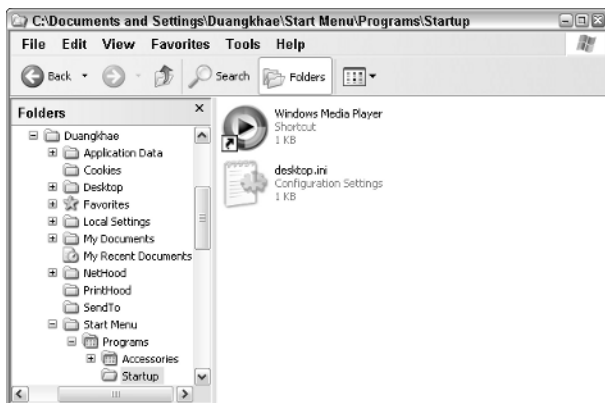 C:\Documents and Settings\Duangkhae\Start Menu\Programs\Startup
File Edit View Favorites Tools Help
Back Search Folders
Folders
Duangkhae
Application Data
Cookies
Desktop
Favorites
Local Settings
My Documents
My Recent Documents
NetHood
PrintHood
SendTo
Start Menu
Programs
Accessories
Startup
Windows Media Player
Shortcut
1 KB
desktop.ini
Configuration Settings
1 KB